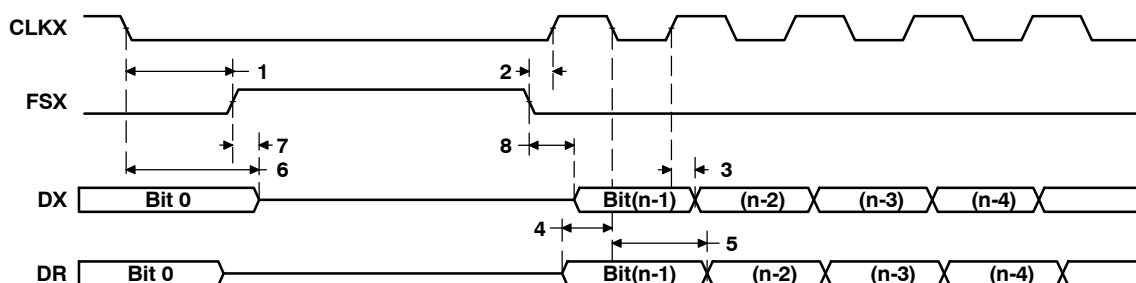 CLKX
1
2
FSX
7
8
6
3
DX
Bit 0
Bit(n-1)
(n-2)
(n-3)
(n-4)
4
5
DR
Bit 0
Bit(n-1)
(n-2)
(n-3)
(n-4)